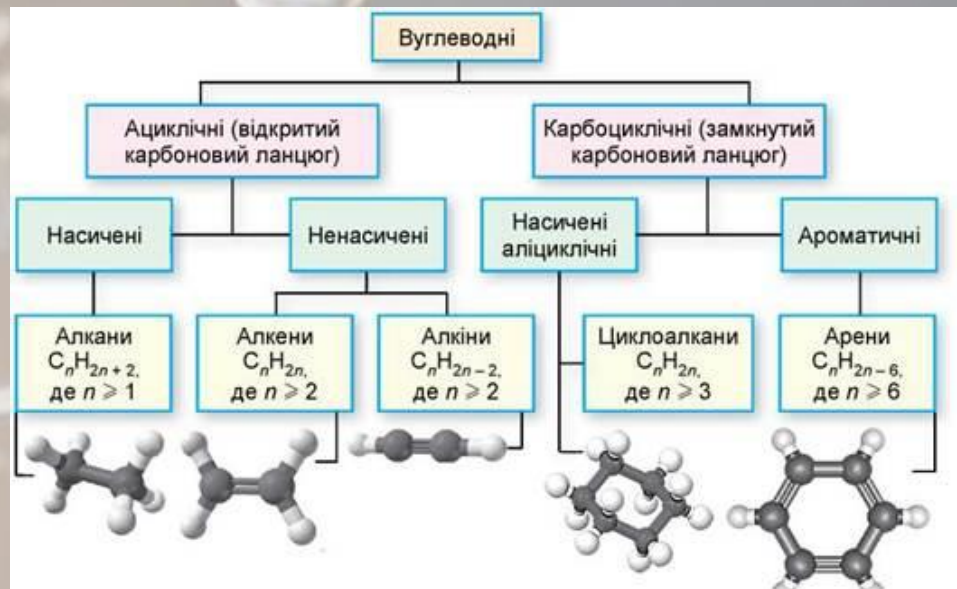 Вуглеводні
Ациклічні (відкритий
карбоновий ланцюг)
Карбоциклічні (замкнутий
карбоновий ланцюг)
Насичені
Ненасичені
Насичені
аліциклічні
Ароматичні
Алкани
CₙH₂ₙ₊₂,
де n ⩾ 1
Алкени
CₙH₂ₙ,
де n ⩾ 2
Алкіни
CₙH₂ₙ₋₂,
де n ⩾ 2
Циклоалкани
CₙH₂ₙ,
де n ⩾ 3
Арени
CₙH₂ₙ₋₆,
де n ⩾ 6